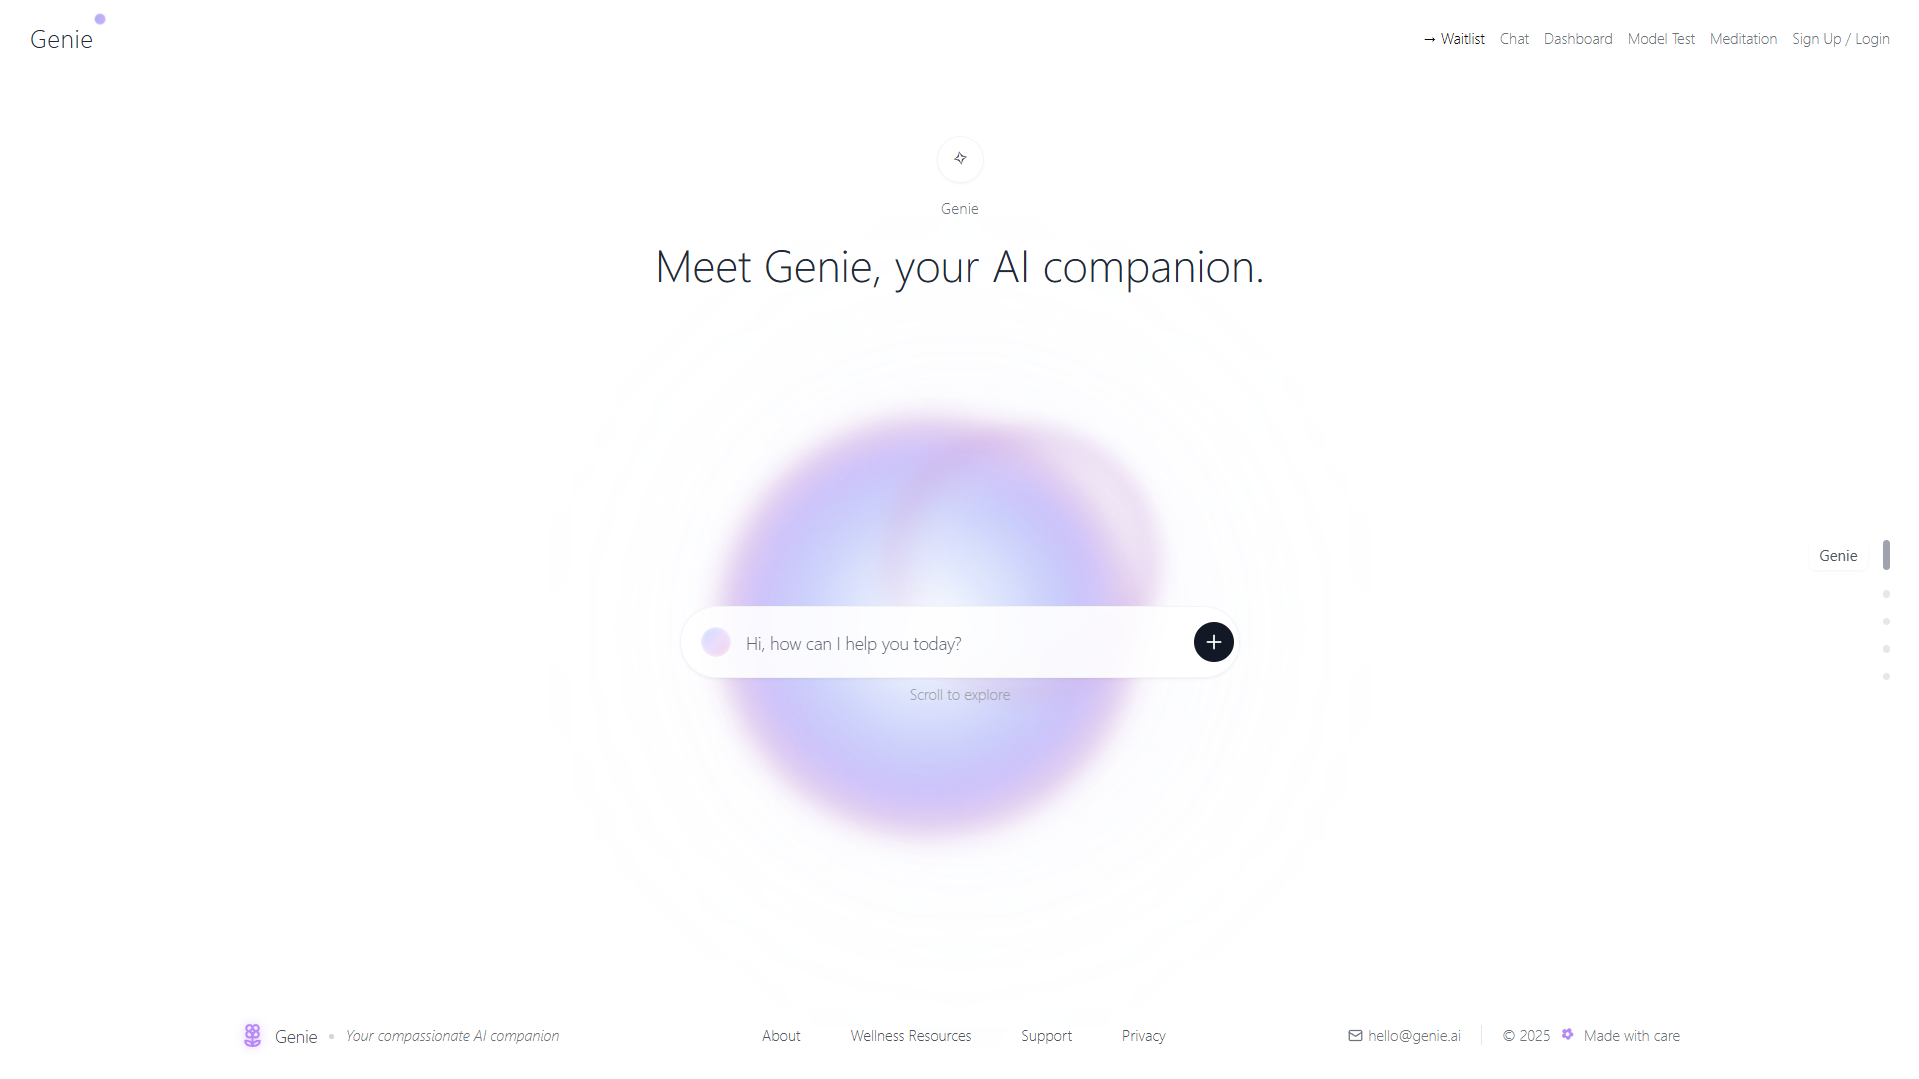 Genie
→ Waitlist Chat Dashboard Model Test Meditation Sign Up / Login
Genie
Meet Genie, your AI companion.
Genie
Hi, how can I help you today?
Scroll to explore
Genie • Your compassionate AI companion
About Wellness Resources Support Privacy
hello@genie.ai
© 2025 Made with care